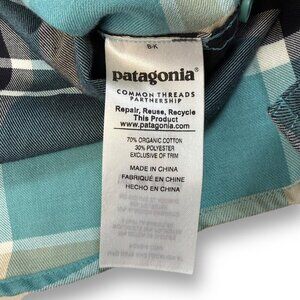 B-K
patagonia®
COMMON THREADS
PARTNERSHIP
Repair, Reuse, Recycle
This Product
www.patagonia.com
70% ORGANIC COTTON
30% POLYESTER
EXCLUSIVE OF TRIM
MADE IN CHINA
FABRIQUÉ EN CHINE
HECHO EN CHINA